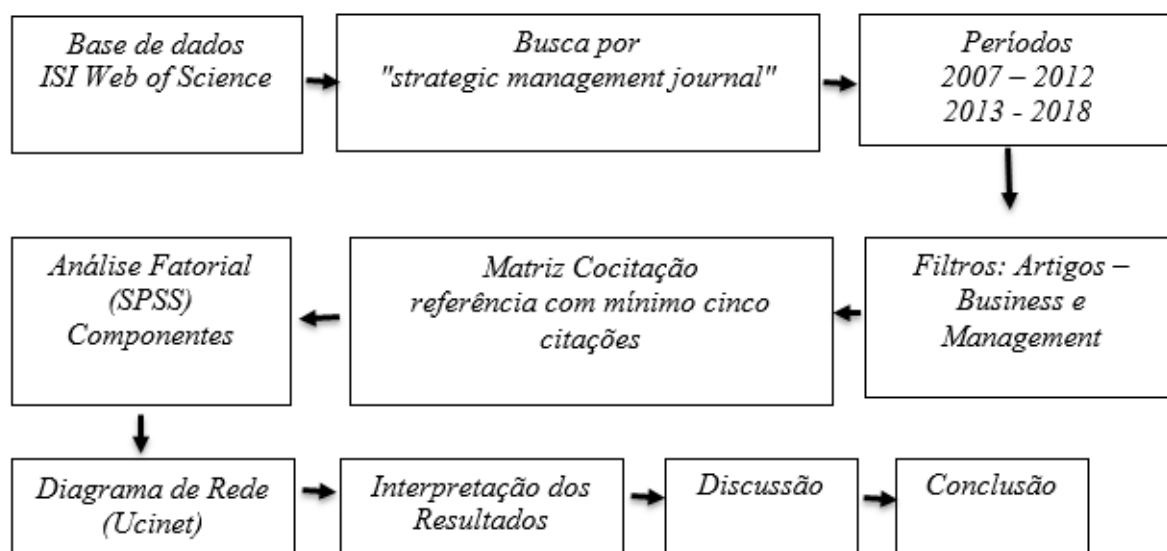 Base de dados
ISI Web of Science
Busca por
"strategic management journal"
Períodos
2007 – 2012
2013 - 2018
Filtros: Artigos –
Business e
Management
Matriz Cocitação
referência com mínimo cinco
citações
Análise Fatorial
(SPSS)
Componentes
Diagrama de Rede
(Ucinet)
Interpretação dos
Resultados
Discussão
Conclusão